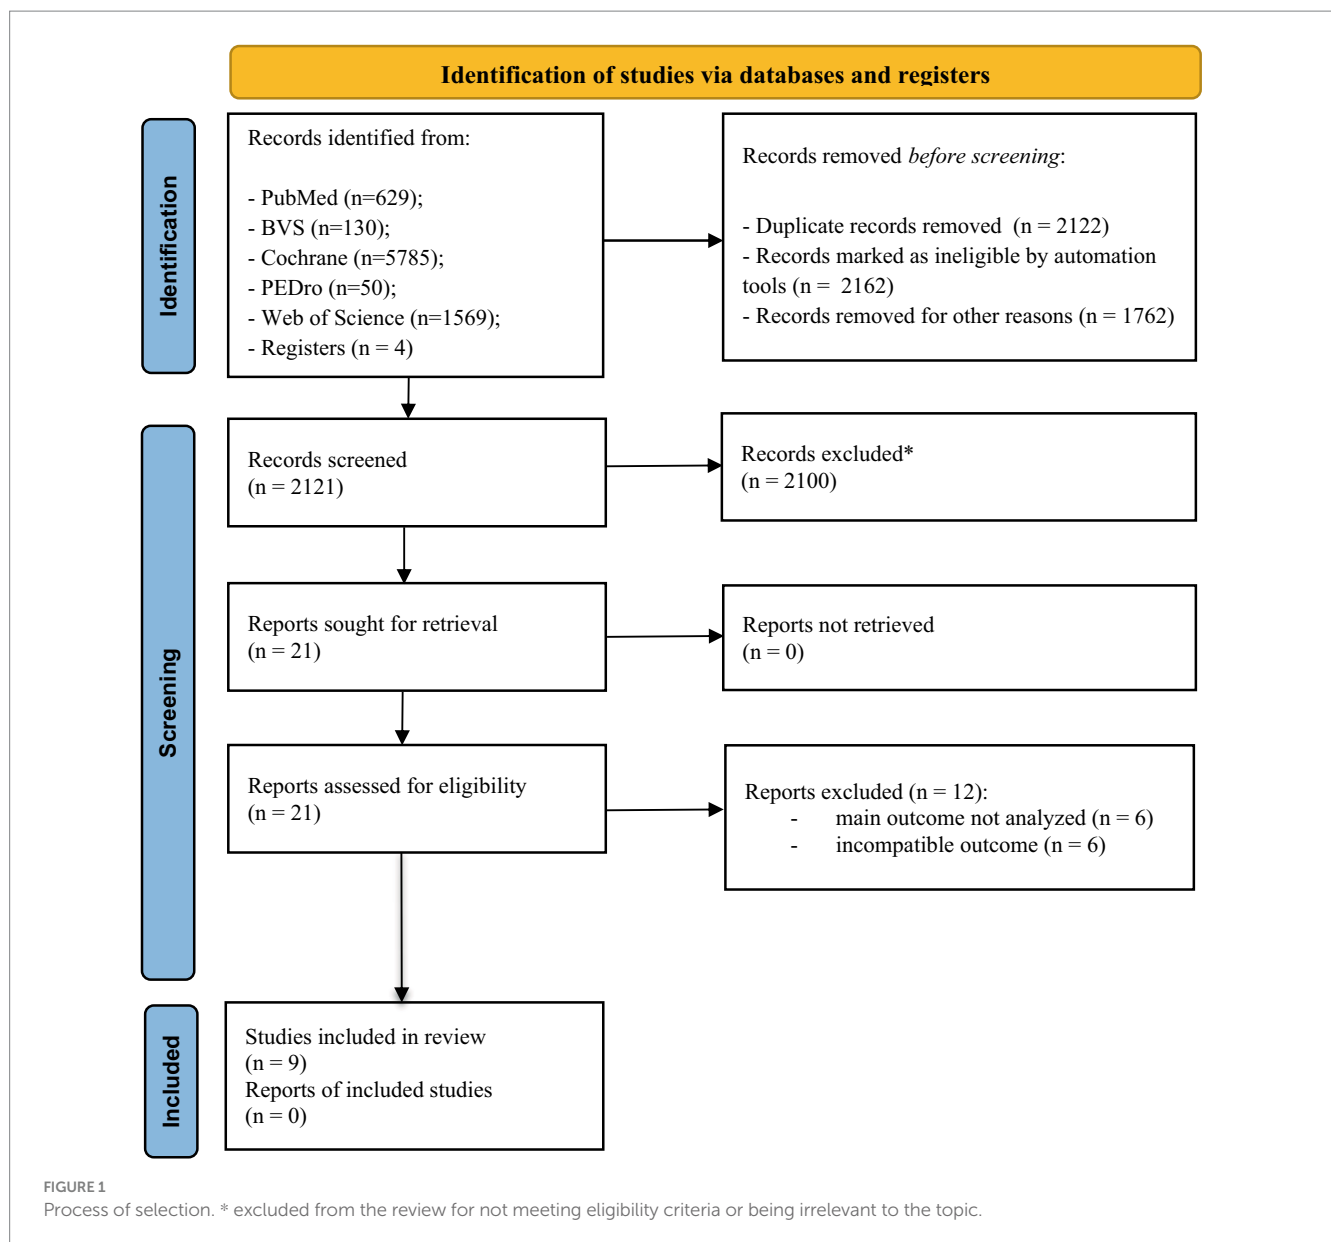 Identification of studies via databases and registers
Identification
Records identified from:
- PubMed (n=629);
- BVS (n=130);
- Cochrane (n=5785);
- PEDro (n=50);
- Web of Science (n=1569);
- Registers (n = 4)
Records removed before screening:
- Duplicate records removed (n = 2122)
- Records marked as ineligible by automation
tools (n = 2162)
- Records removed for other reasons (n = 1762)
Screening
Records screened
(n = 2121)
Records excluded*
(n = 2100)
Reports sought for retrieval
(n = 21)
Reports not retrieved
(n = 0)
Reports assessed for eligibility
(n = 21)
Reports excluded (n = 12):
- main outcome not analyzed (n = 6)
- incompatible outcome (n = 6)
Included
Studies included in review
(n = 9)
Reports of included studies
(n = 0)
FIGURE 1
Process of selection. * excluded from the review for not meeting eligibility criteria or being irrelevant to the topic.